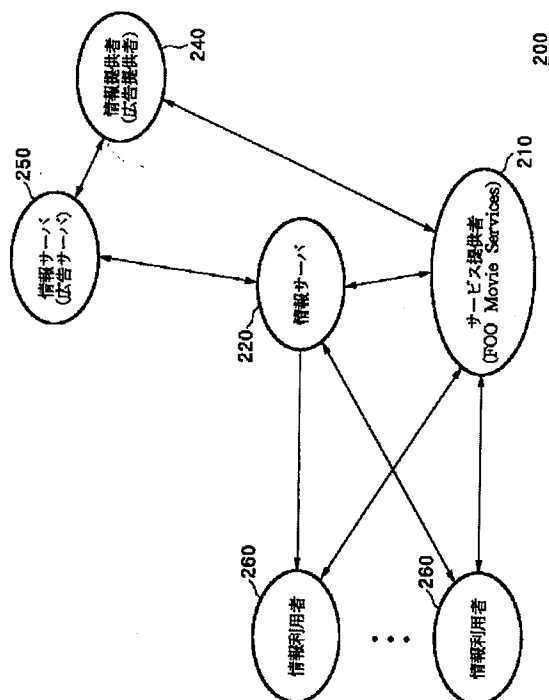 250
情報サーバ
(広告サーバ)
情報提供者
(広告提供者)
240
220
情報サーバ
200
210
サービス提供者
(FOO Movie Services)
260
情報利用者
260
情報利用者